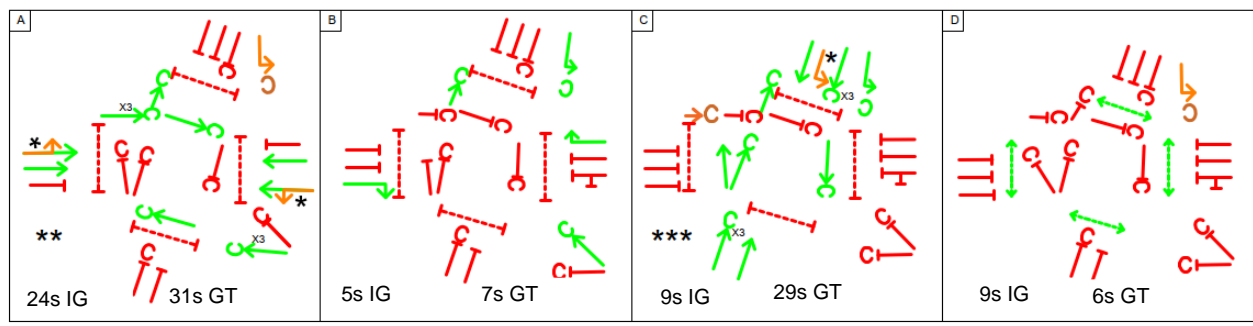 A
X3
*
*
X3
**
24s IG 31s GT
B
5s IG 7s GT
C
*
X3
X3
***
9s IG 29s GT
D
9s IG 6s GT